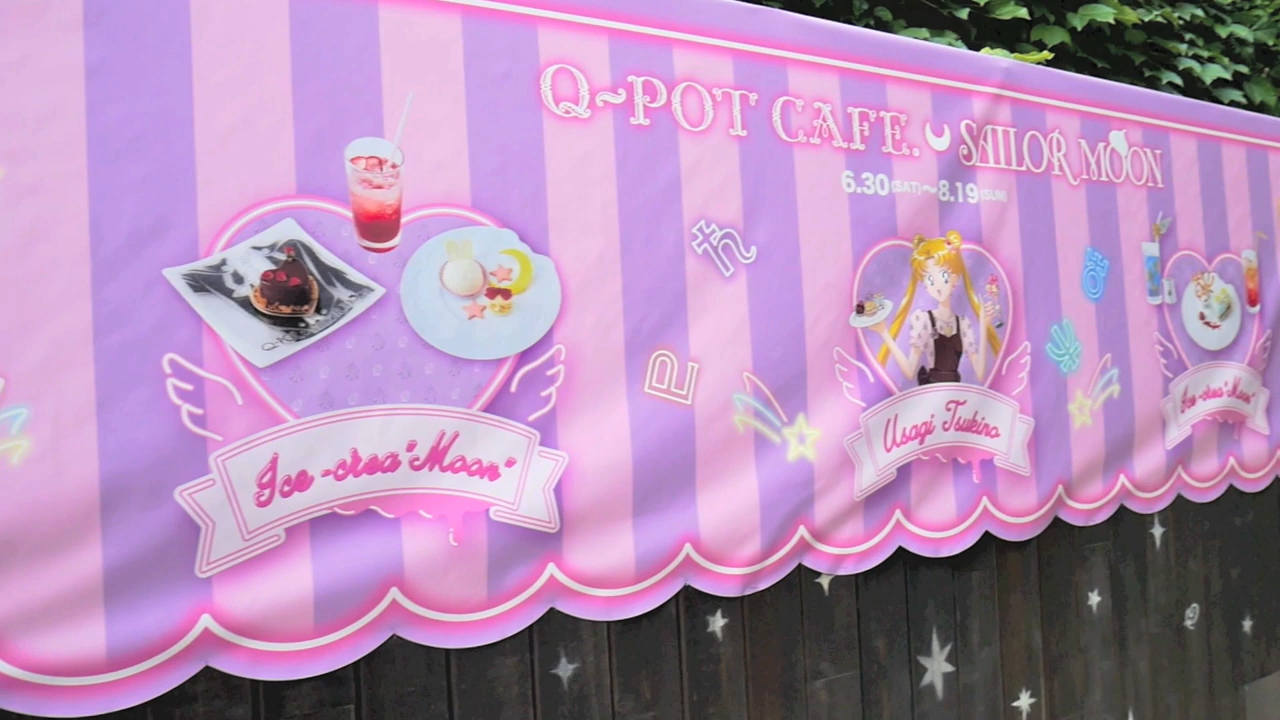 Q~POT CAFE. SAILOR MOON
6.30(SAT)~8.19(SUN)
Ice-crea"Moon"
Usagi Tsukino
Ice-crea"Moon"